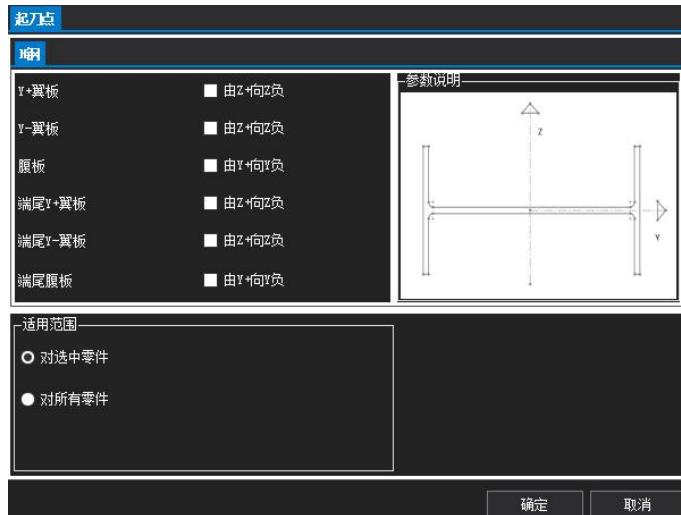 起刀点
H钢
Y+翼板 由Z+向Z负
Y-翼板 由Z+向Z负
腹板 由Y+向Y负
端尾Y+翼板 由Z+向Z负
端尾Y-翼板 由Z+向Z负
端尾腹板 由Y+向Y负
参数说明
Z
Y
适用范围
对选中零件
对所有零件
确定 取消